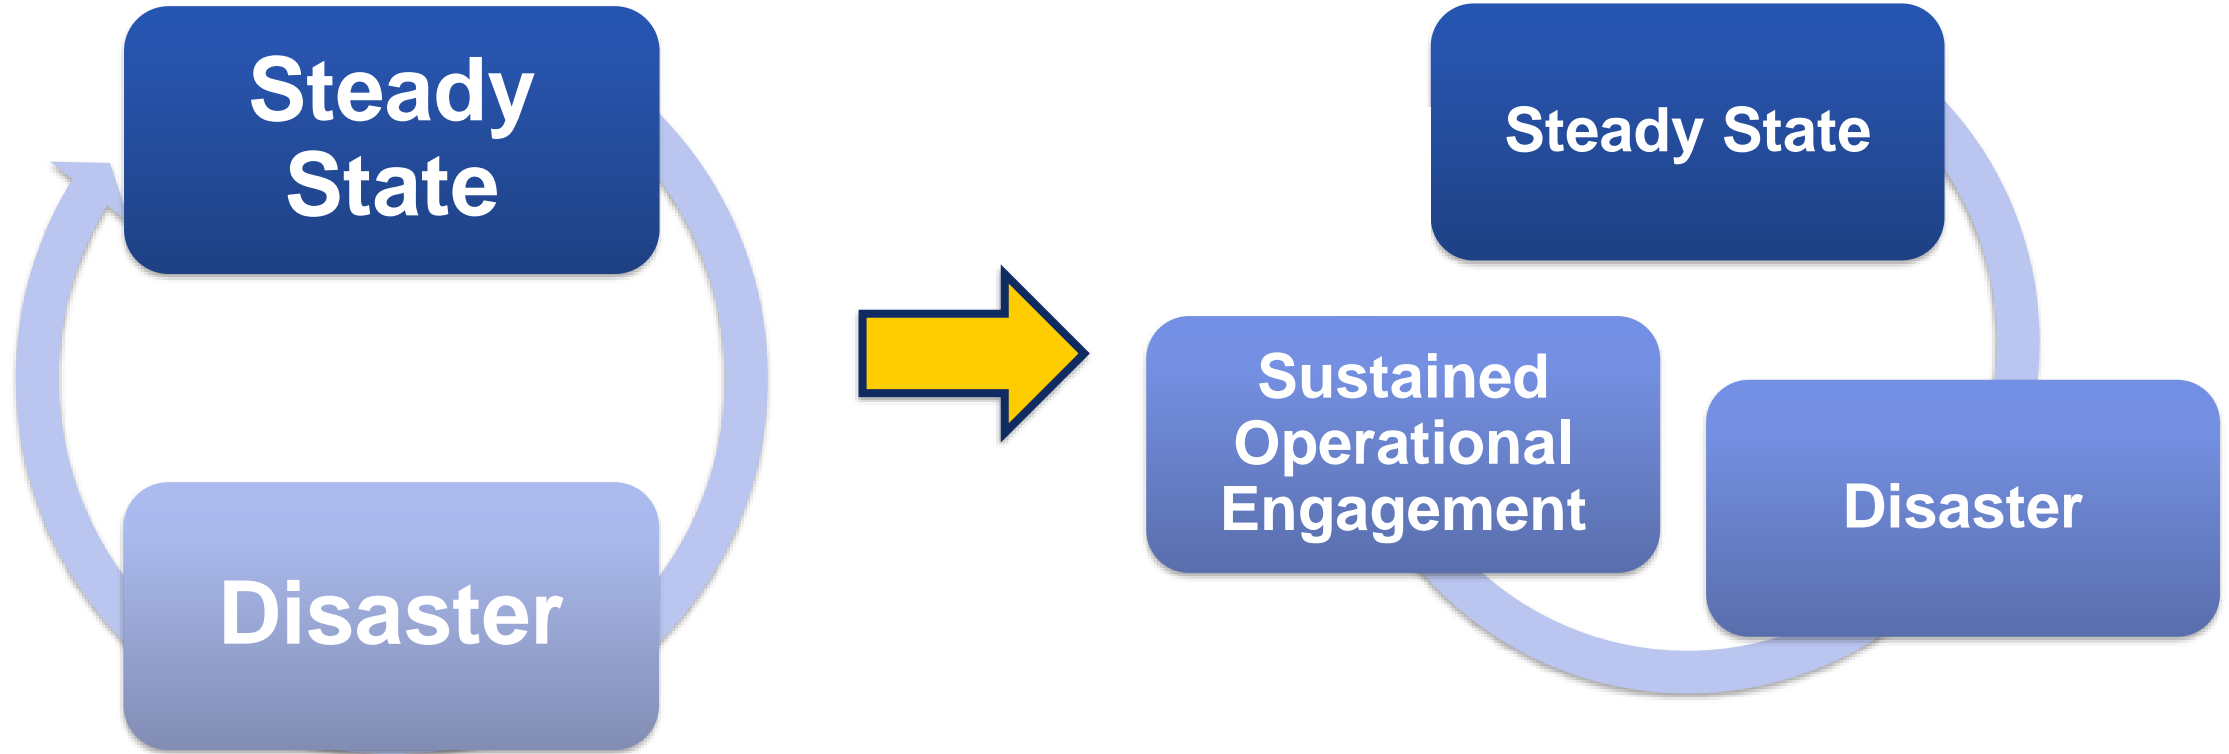 Steady
State
Disaster
Steady State
Sustained
Operational
Engagement
Disaster